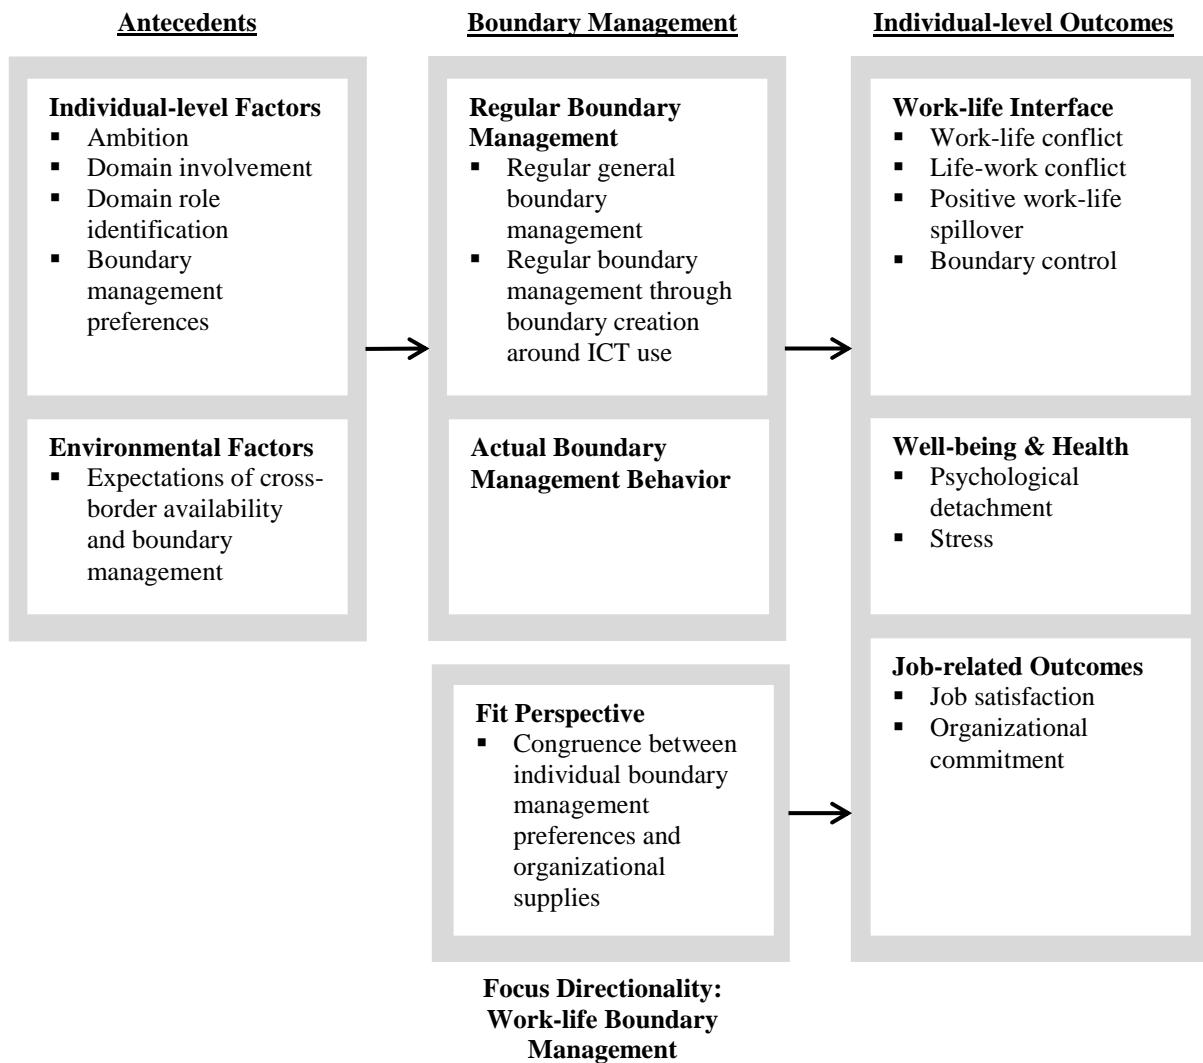 Antecedents
Individual-level Factors
▪ Ambition
▪ Domain involvement
▪ Domain role
identification
▪ Boundary
management
preferences
Environmental Factors
▪ Expectations of cross-
border availability
and boundary
management
Boundary Management
Regular Boundary
Management
▪ Regular general
boundary
management
▪ Regular boundary
management through
boundary creation
around ICT use
Actual Boundary
Management Behavior
Fit Perspective
▪ Congruence between
individual boundary
management
preferences and
organizational
supplies
Focus Directionality:
Work-life Boundary
Management
Individual-level Outcomes
Work-life Interface
▪ Work-life conflict
▪ Life-work conflict
▪ Positive work-life
spillover
▪ Boundary control
Well-being & Health
▪ Psychological
detachment
▪ Stress
Job-related Outcomes
▪ Job satisfaction
▪ Organizational
commitment